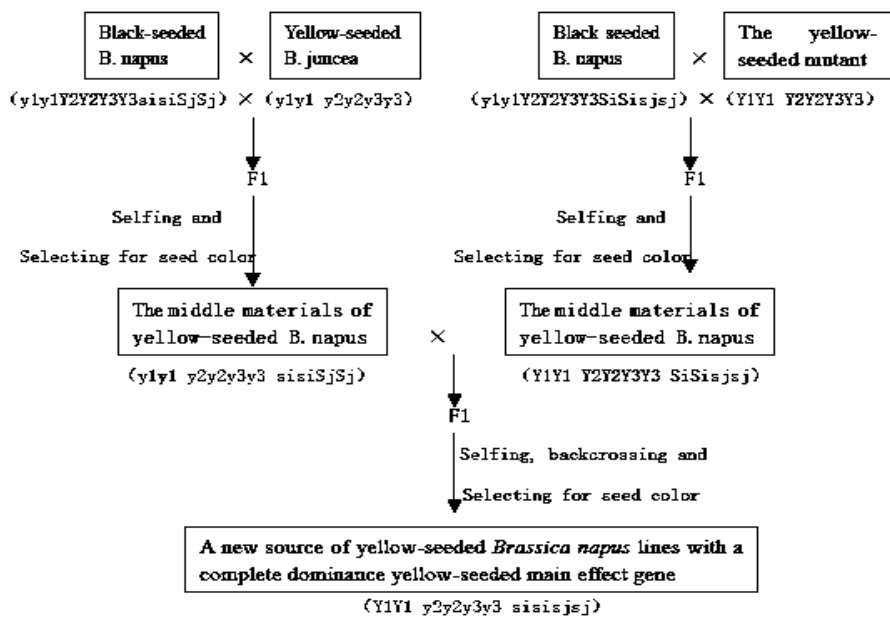 Black-seeded
B. napus
×
Yellow-seeded
B. juncea
Black seeded
B. napus
×
The yellow-
seeded mutant
(y1y1Y2Y2Y3Y3sisiSjSj) × (y1y1 y2y2y3y3)
(y1y1Y2Y2Y3Y3SiSisjsj) × (Y1Y1 Y2Y2Y3Y3)
F1
F1
Selfing and
Selecting for seed color
Selfing and
Selecting for seed color
The middle materials of
yellow-seeded B. napus
×
The middle materials of
yellow-seeded B. napus
(y1y1 y2y2y3y3 sisiSjSj)
(Y1Y1 Y2Y2Y3Y3 SiSisjsj)
F1
Selfing, backcrossing and
Selecting for seed color
A new source of yellow-seeded Brassica napus lines with a
complete dominance yellow-seeded main effect gene
(Y1Y1 y2y2y3y3 sisisjsj)